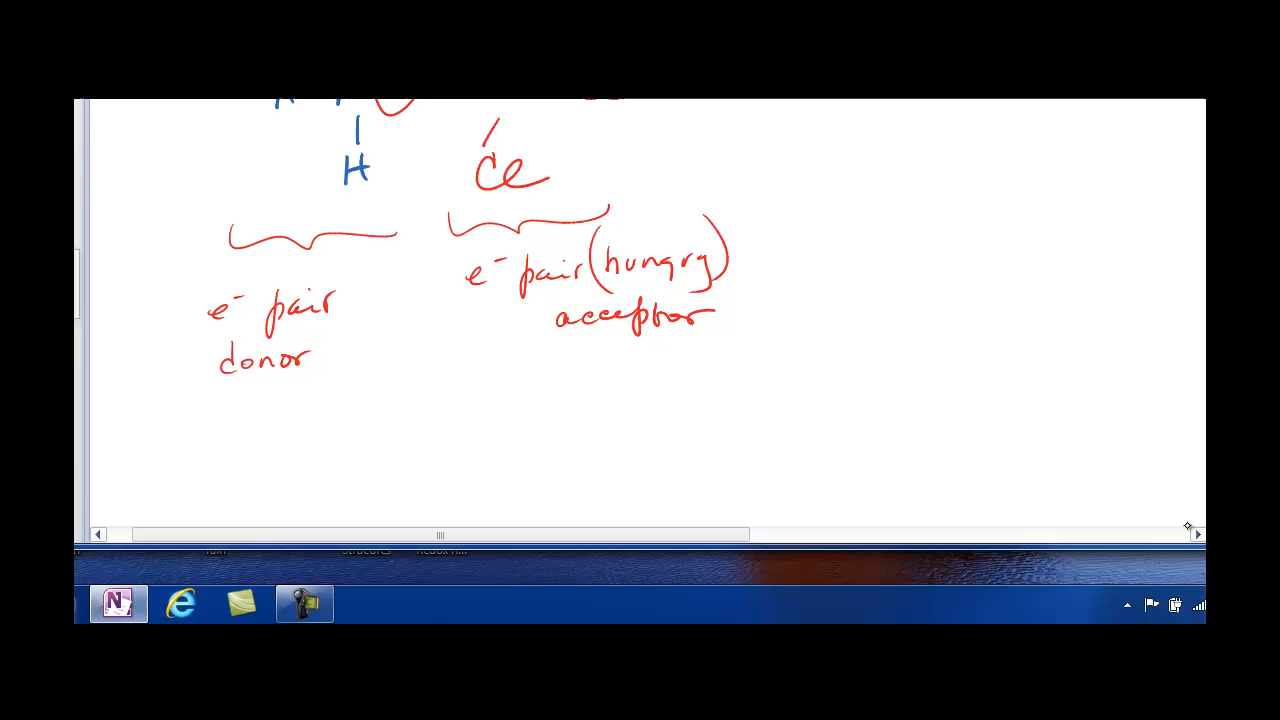 H
Cl
e⁻ pair (hungry)
acceptor
e⁻ pair
donor